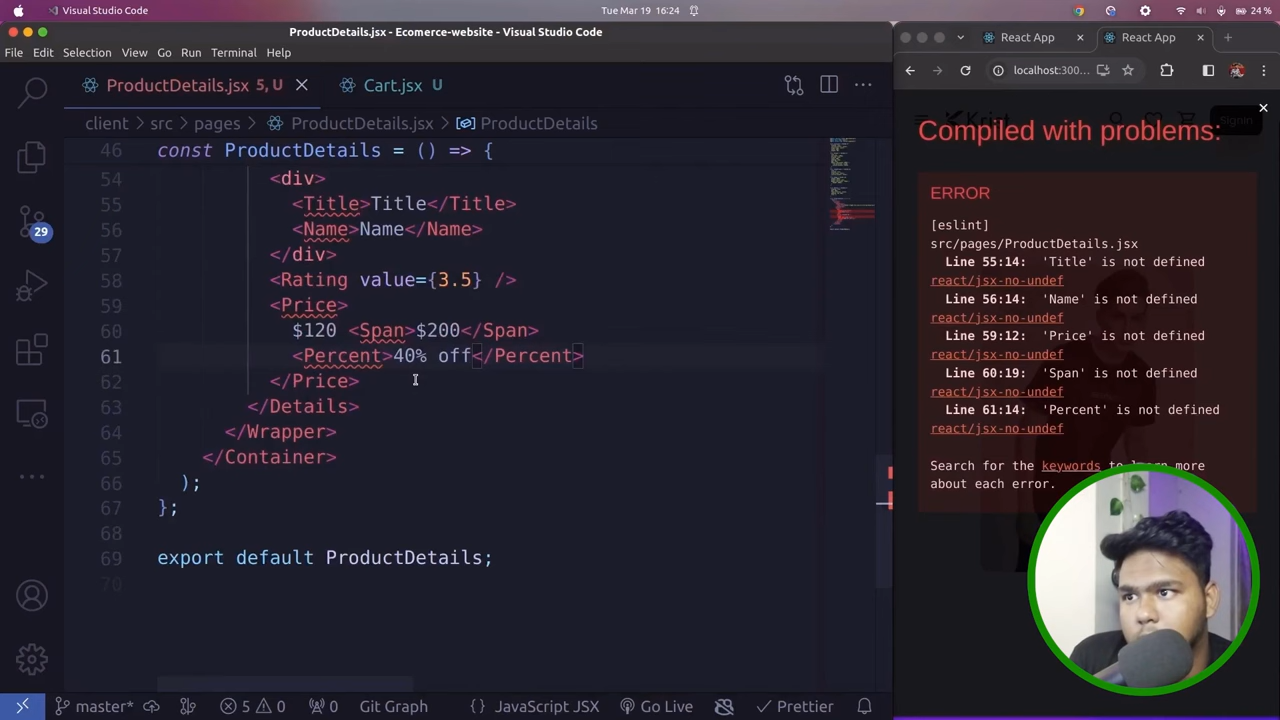 Visual Studio Code
Tue Mar 19 16:24
24 %
ProductDetails.jsx - Ecomerce-website - Visual Studio Code
File Edit Selection View Go Run Terminal Help
ProductDetails.jsx 5, U
Cart.jsx U
client > src > pages > ProductDetails.jsx > ProductDetails
46 const ProductDetails = () => {
54 <div>
55 <Title>Title</Title>
56 <Name>Name</Name>
57 </div>
58 <Rating value={3.5} />
59 <Price>
60 $120 <Span>$200</Span>
61 <Percent>40% off</Percent>
62 </Price>
63 </Details>
64 </Wrapper>
65 </Container>
66 );
67 };
68
69 export default ProductDetails;
70
29
master* 5 0 0 Git Graph JavaScript JSX Go Live Prettier
React App
React App
localhost:300...
Signin
Compiled with problems:
ERROR
[eslint]
src/pages/ProductDetails.jsx
Line 55:14: 'Title' is not defined
react/jsx-no-undef
Line 56:14: 'Name' is not defined
react/jsx-no-undef
Line 59:12: 'Price' is not defined
react/jsx-no-undef
Line 60:19: 'Span' is not defined
react/jsx-no-undef
Line 61:14: 'Percent' is not defined
react/jsx-no-undef
Search for the keywords to learn more
about each error.